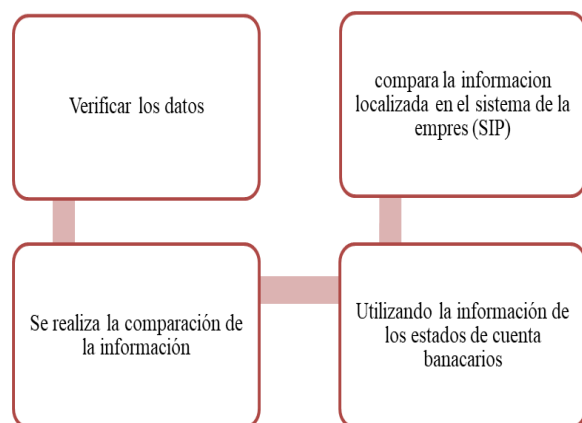 Verificar los datos
Se realiza la comparación de
la información
Utilizando la información de
los estados de cuenta
banacarios
compara la informacion
localizada en el sistema de la
empres (SIP)